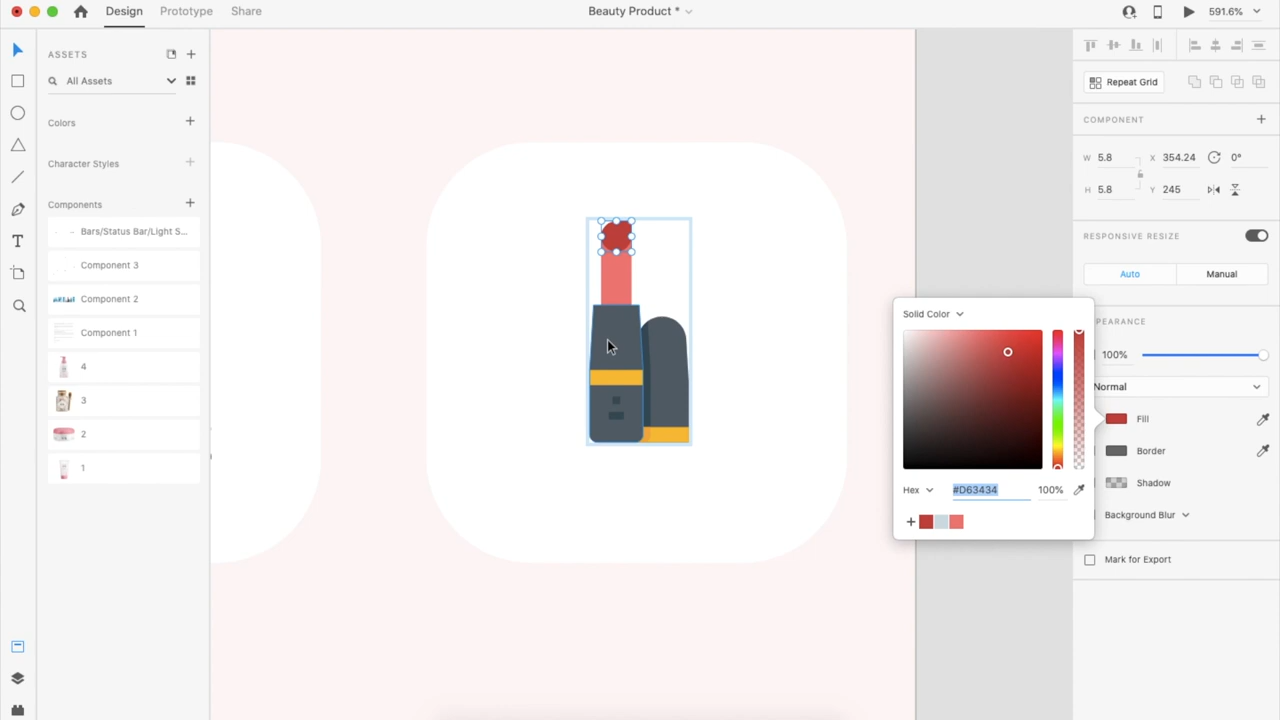 Design Prototype Share Beauty Product * 591.6%
ASSETS
All Assets
Colors
Character Styles
Components
Bars/Status Bar/Light S...
Component 3
Component 2
Component 1
4
3
2
1
Repeat Grid
COMPONENT
W 5.8 X 354.24 0°
H 5.8 Y 245
RESPONSIVE RESIZE
Auto Manual
Solid Color
PPEARANCE
100%
Normal
Fill
Border
Hex #D63434 100%
Shadow
Background Blur
Mark for Export